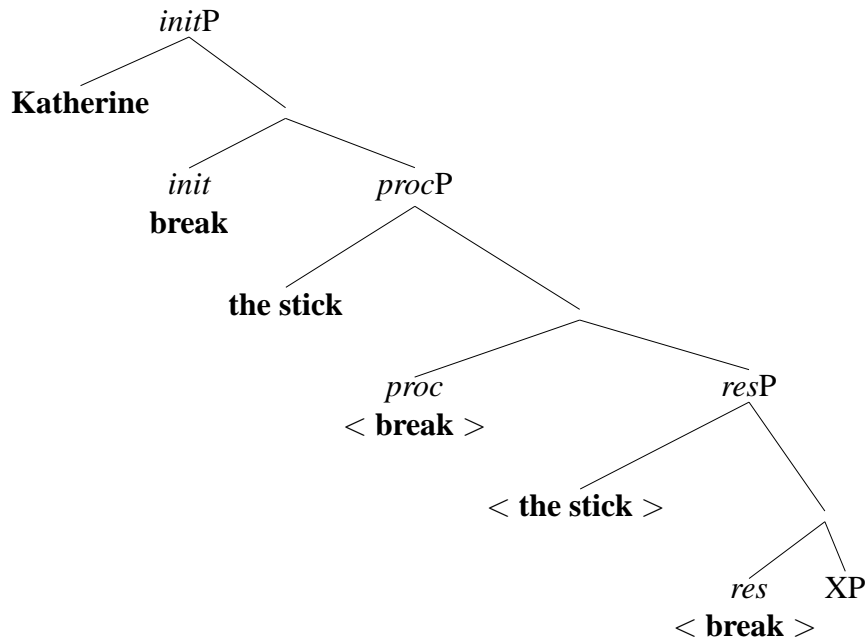 initP
Katherine
init procP
break
the stick
proc resP
< break >
< the stick >
res XP
< break >